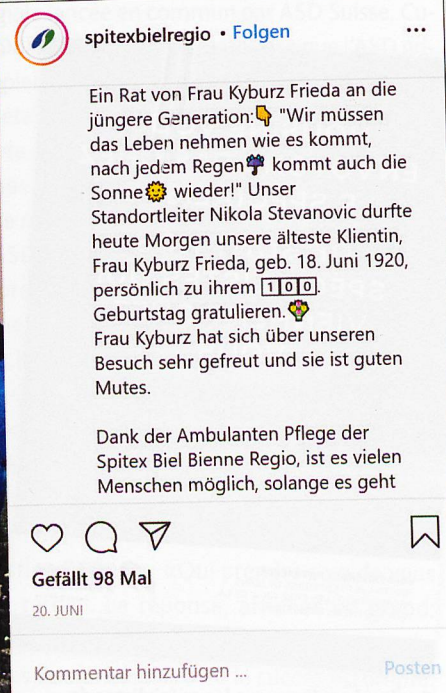 spitexbielregio • Folgen
...
Ein Rat von Frau Kyburz Frieda an die
jüngere Generation:👇 "Wir müssen
das Leben nehmen wie es kommt,
nach jedem Regen☔ kommt auch die
Sonne🌞 wieder!" Unser
Standortleiter Nikola Stevanovic durfte
heute Morgen unsere älteste Klientin,
Frau Kyburz Frieda, geb. 18. Juni 1920,
persönlich zu ihrem 1️⃣0️⃣0️⃣.
Geburtstag gratulieren.💐
Frau Kyburz hat sich über unseren
Besuch sehr gefreut und sie ist guten
Mutes.
Dank der Ambulanten Pflege der
Spitex Biel Bienne Regio, ist es vielen
Menschen möglich, solange es geht
Gefällt 98 Mal
20. JUNI
Kommentar hinzufügen ...
Posten